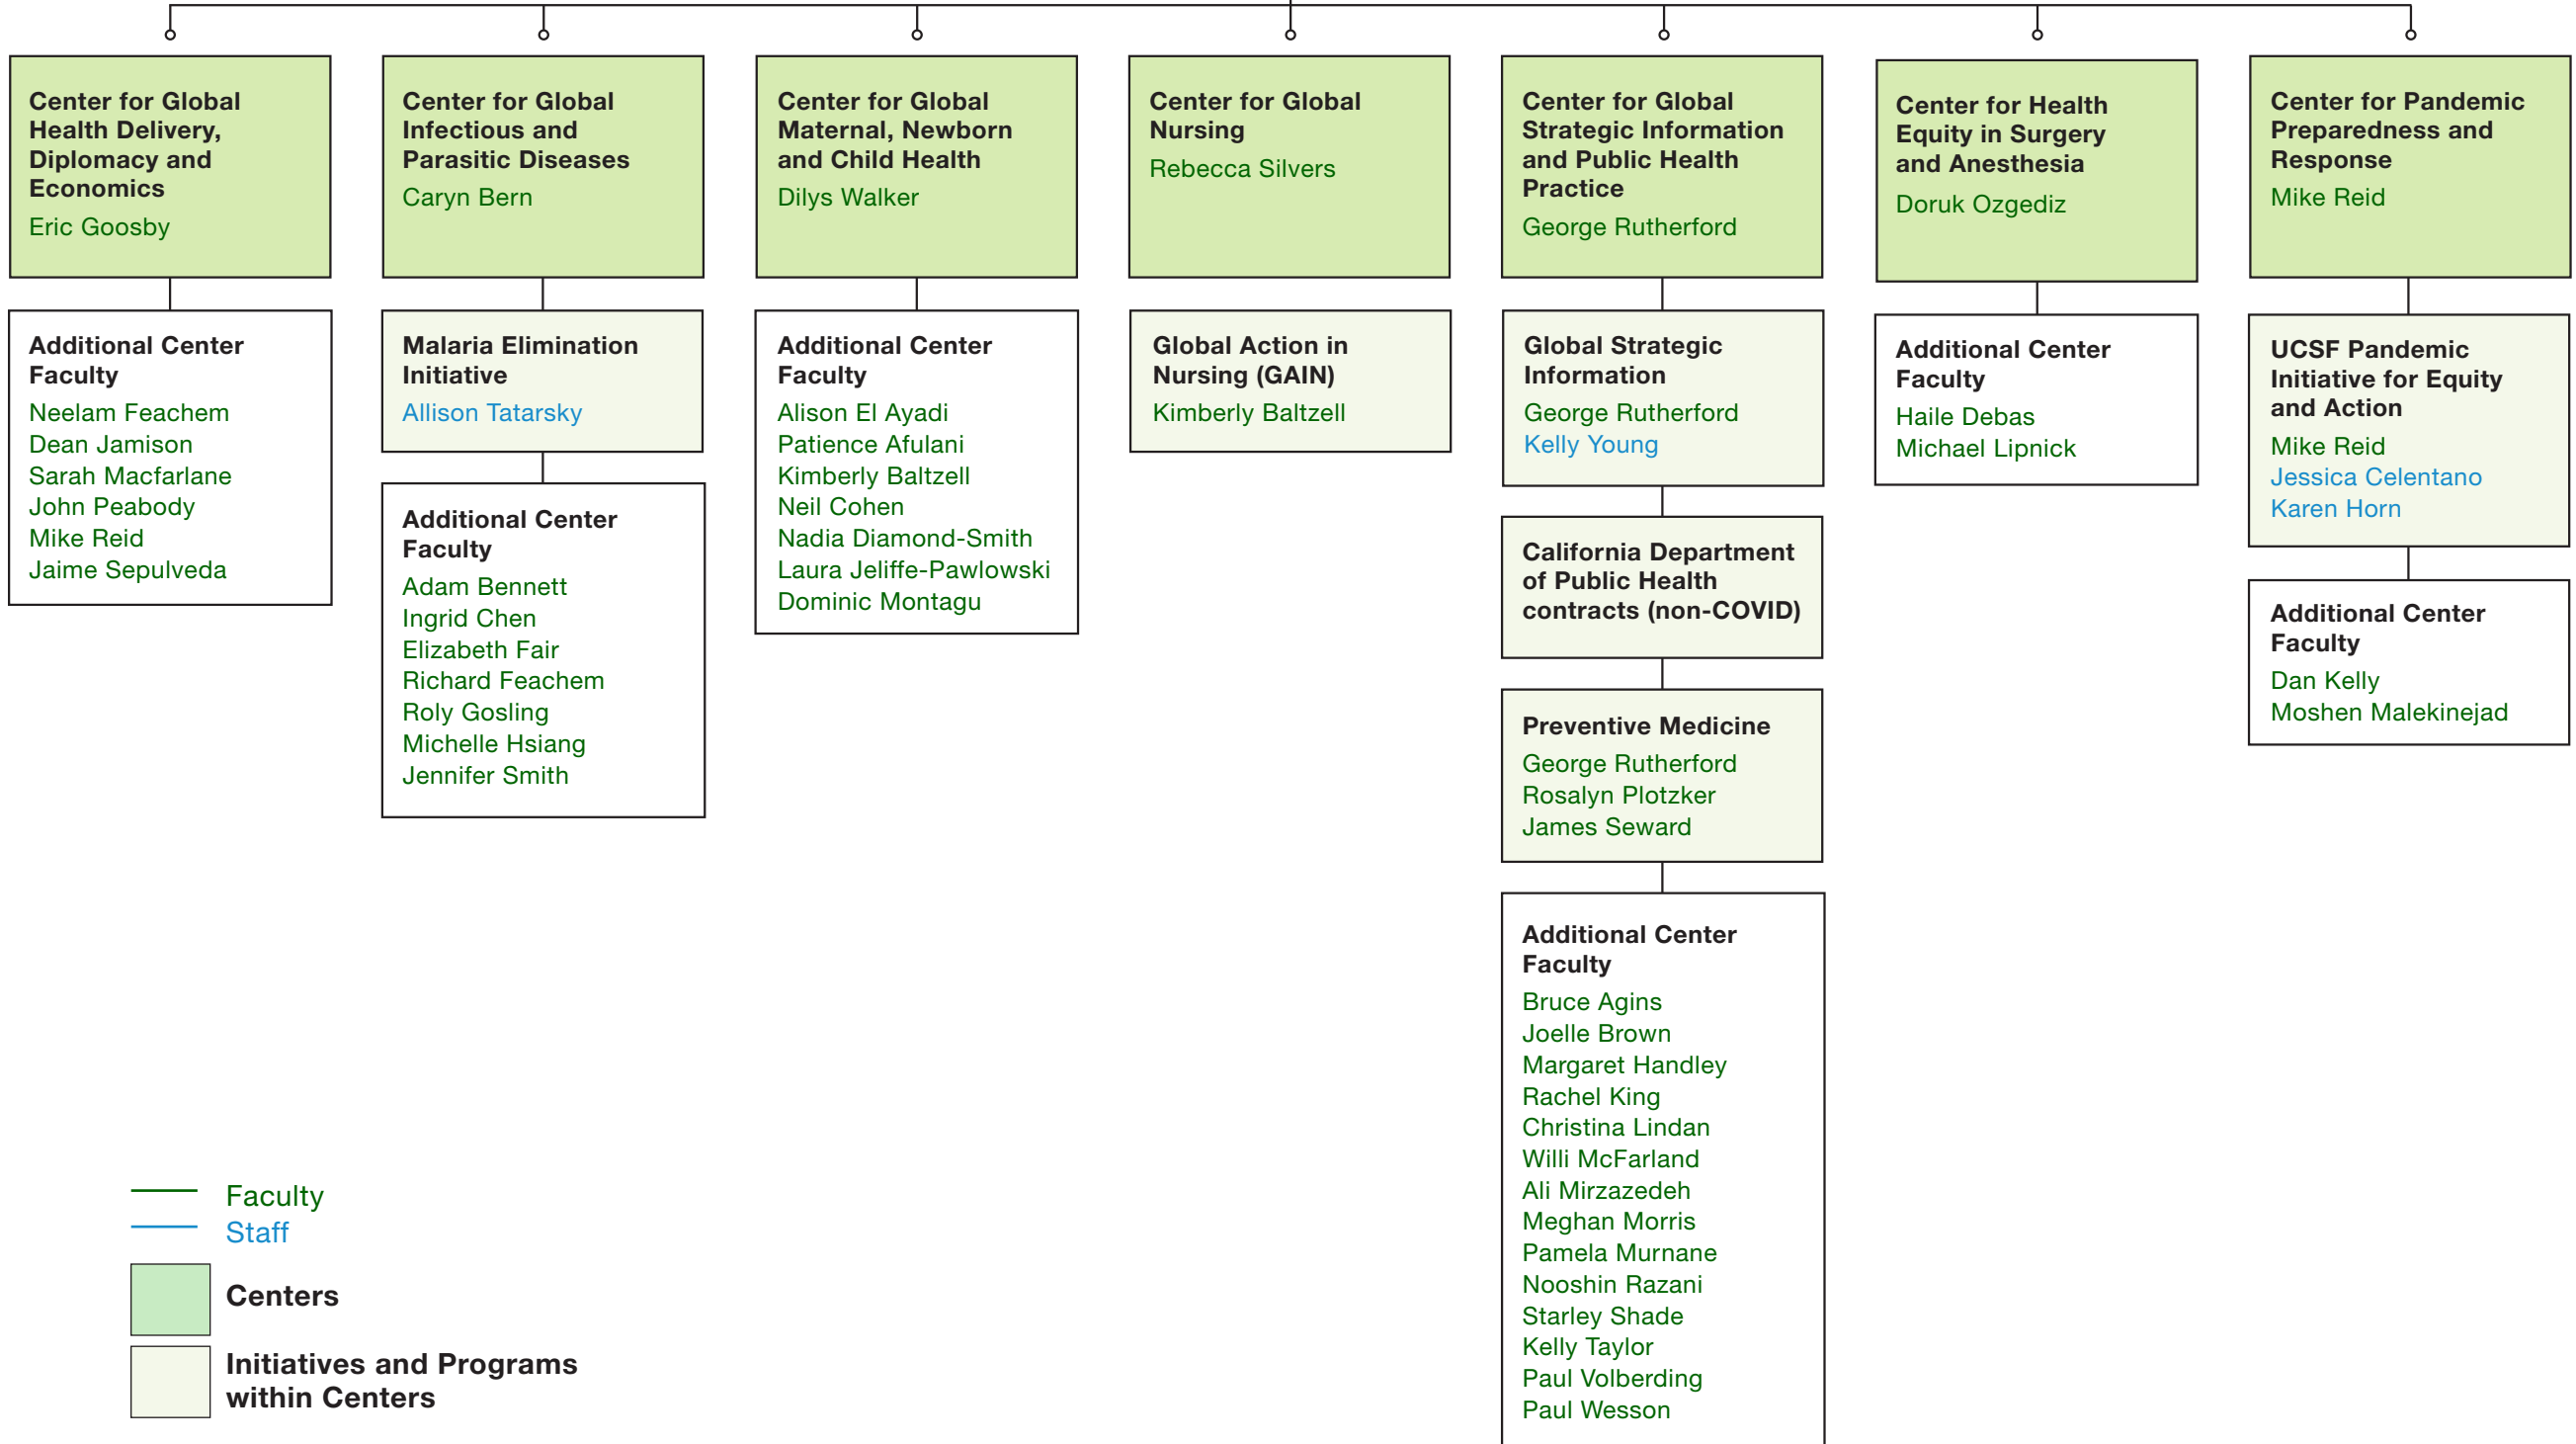 Center for Global
Health Delivery,
Diplomacy and
Economics
Eric Goosby
Additional Center
Faculty
Neelam Feachem
Dean Jamison
Sarah Macfarlane
John Peabody
Mike Reid
Jaime Sepulveda
Center for Global
Infectious and
Parasitic Diseases
Caryn Bern
Malaria Elimination
Initiative
Allison Tatarsky
Additional Center
Faculty
Adam Bennett
Ingrid Chen
Elizabeth Fair
Richard Feachem
Roly Gosling
Michelle Hsiang
Jennifer Smith
Center for Global
Maternal, Newborn
and Child Health
Dilys Walker
Additional Center
Faculty
Alison El Ayadi
Patience Afulani
Kimberly Baltzell
Neil Cohen
Nadia Diamond-Smith
Laura Jeliffe-Pawlowski
Dominic Montagu
Center for Global
Nursing
Rebecca Silvers
Global Action in
Nursing (GAIN)
Kimberly Baltzell
Center for Global
Strategic Information
and Public Health
Practice
George Rutherford
Global Strategic
Information
George Rutherford
Kelly Young
California Department
of Public Health
contracts (non-COVID)
Preventive Medicine
George Rutherford
Rosalyn Plotzker
James Seward
Additional Center
Faculty
Bruce Agins
Joelle Brown
Margaret Handley
Rachel King
Christina Lindan
Willi McFarland
Ali Mirzazedeh
Meghan Morris
Pamela Murnane
Nooshin Razani
Starley Shade
Kelly Taylor
Paul Volberding
Paul Wesson
Center for Health
Equity in Surgery
and Anesthesia
Doruk Ozgediz
Additional Center
Faculty
Haile Debas
Michael Lipnick
Center for Pandemic
Preparedness and
Response
Mike Reid
UCSF Pandemic
Initiative for Equity
and Action
Mike Reid
Jessica Celentano
Karen Horn
Additional Center
Faculty
Dan Kelly
Moshen Malekinejad
Faculty
Staff
Centers
Initiatives and Programs
within Centers